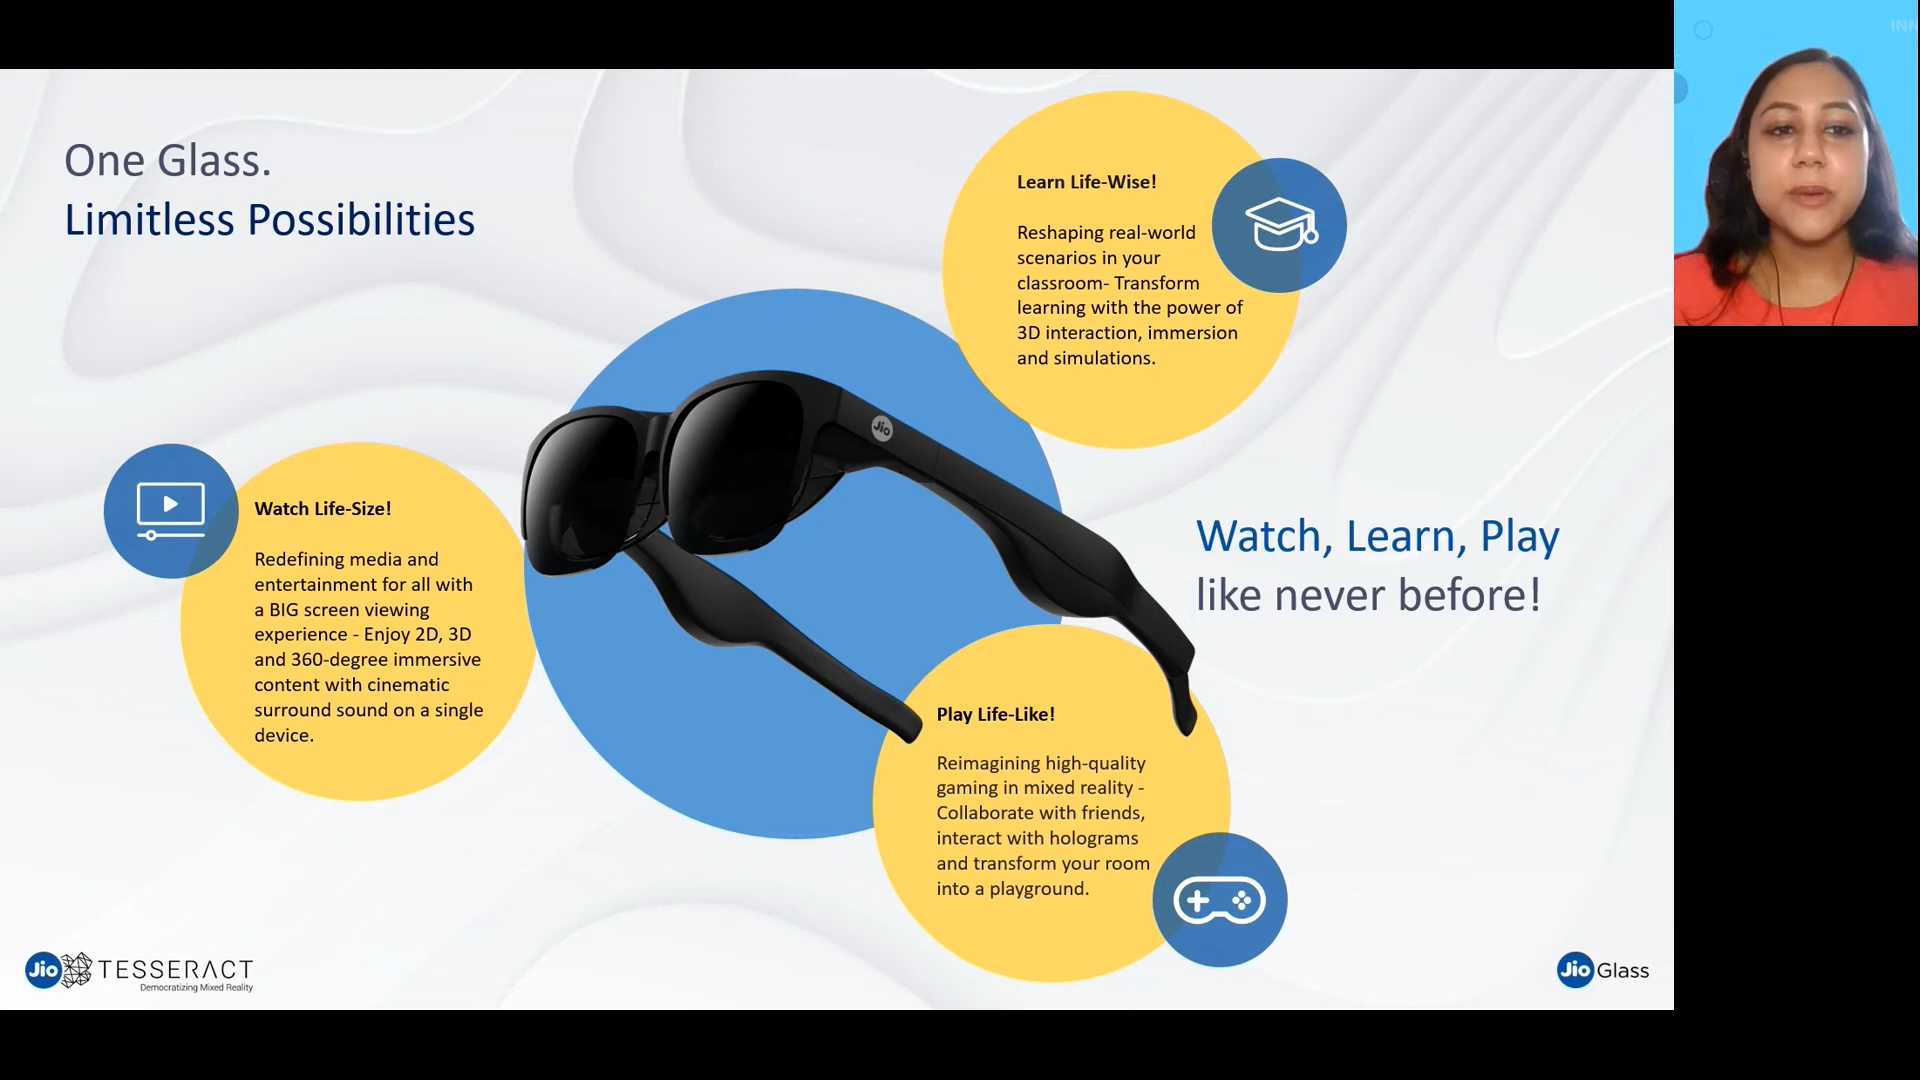 One Glass.
Limitless Possibilities
Learn Life-Wise!
Reshaping real-world
scenarios in your
classroom- Transform
learning with the power of
3D interaction, immersion
and simulations.
Jio
Watch Life-Size!
Redefining media and
entertainment for all with
a BIG screen viewing
experience - Enjoy 2D, 3D
and 360-degree immersive
content with cinematic
surround sound on a single
device.
Watch, Learn, Play
like never before!
Play Life-Like!
Reimagining high-quality
gaming in mixed reality -
Collaborate with friends,
interact with holograms
and transform your room
into a playground.
Jio TESSERACT
Democratizing Mixed Reality
Jio Glass